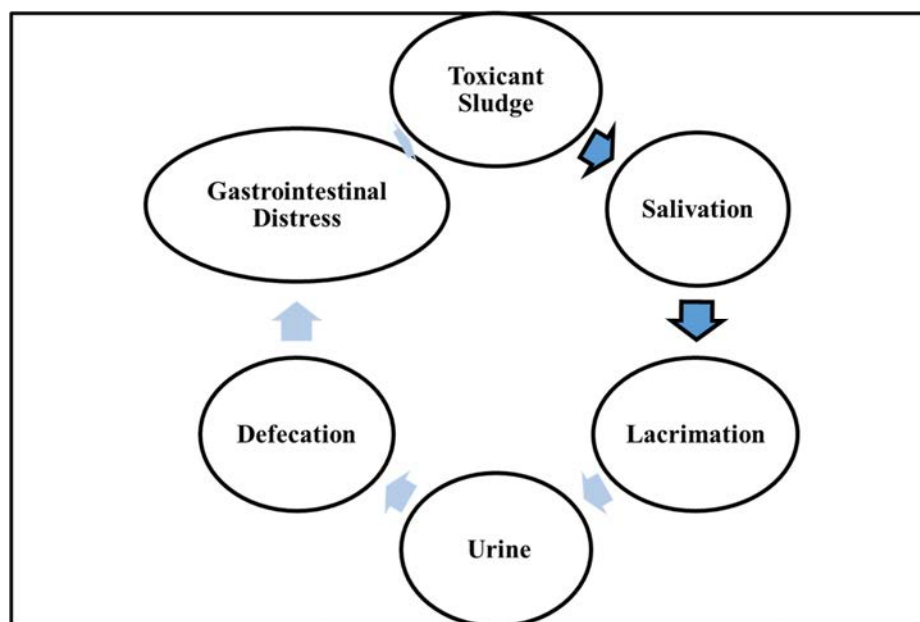 Toxicant
Sludge
Salivation
Lacrimation
Urine
Defecation
Gastrointestinal
Distress